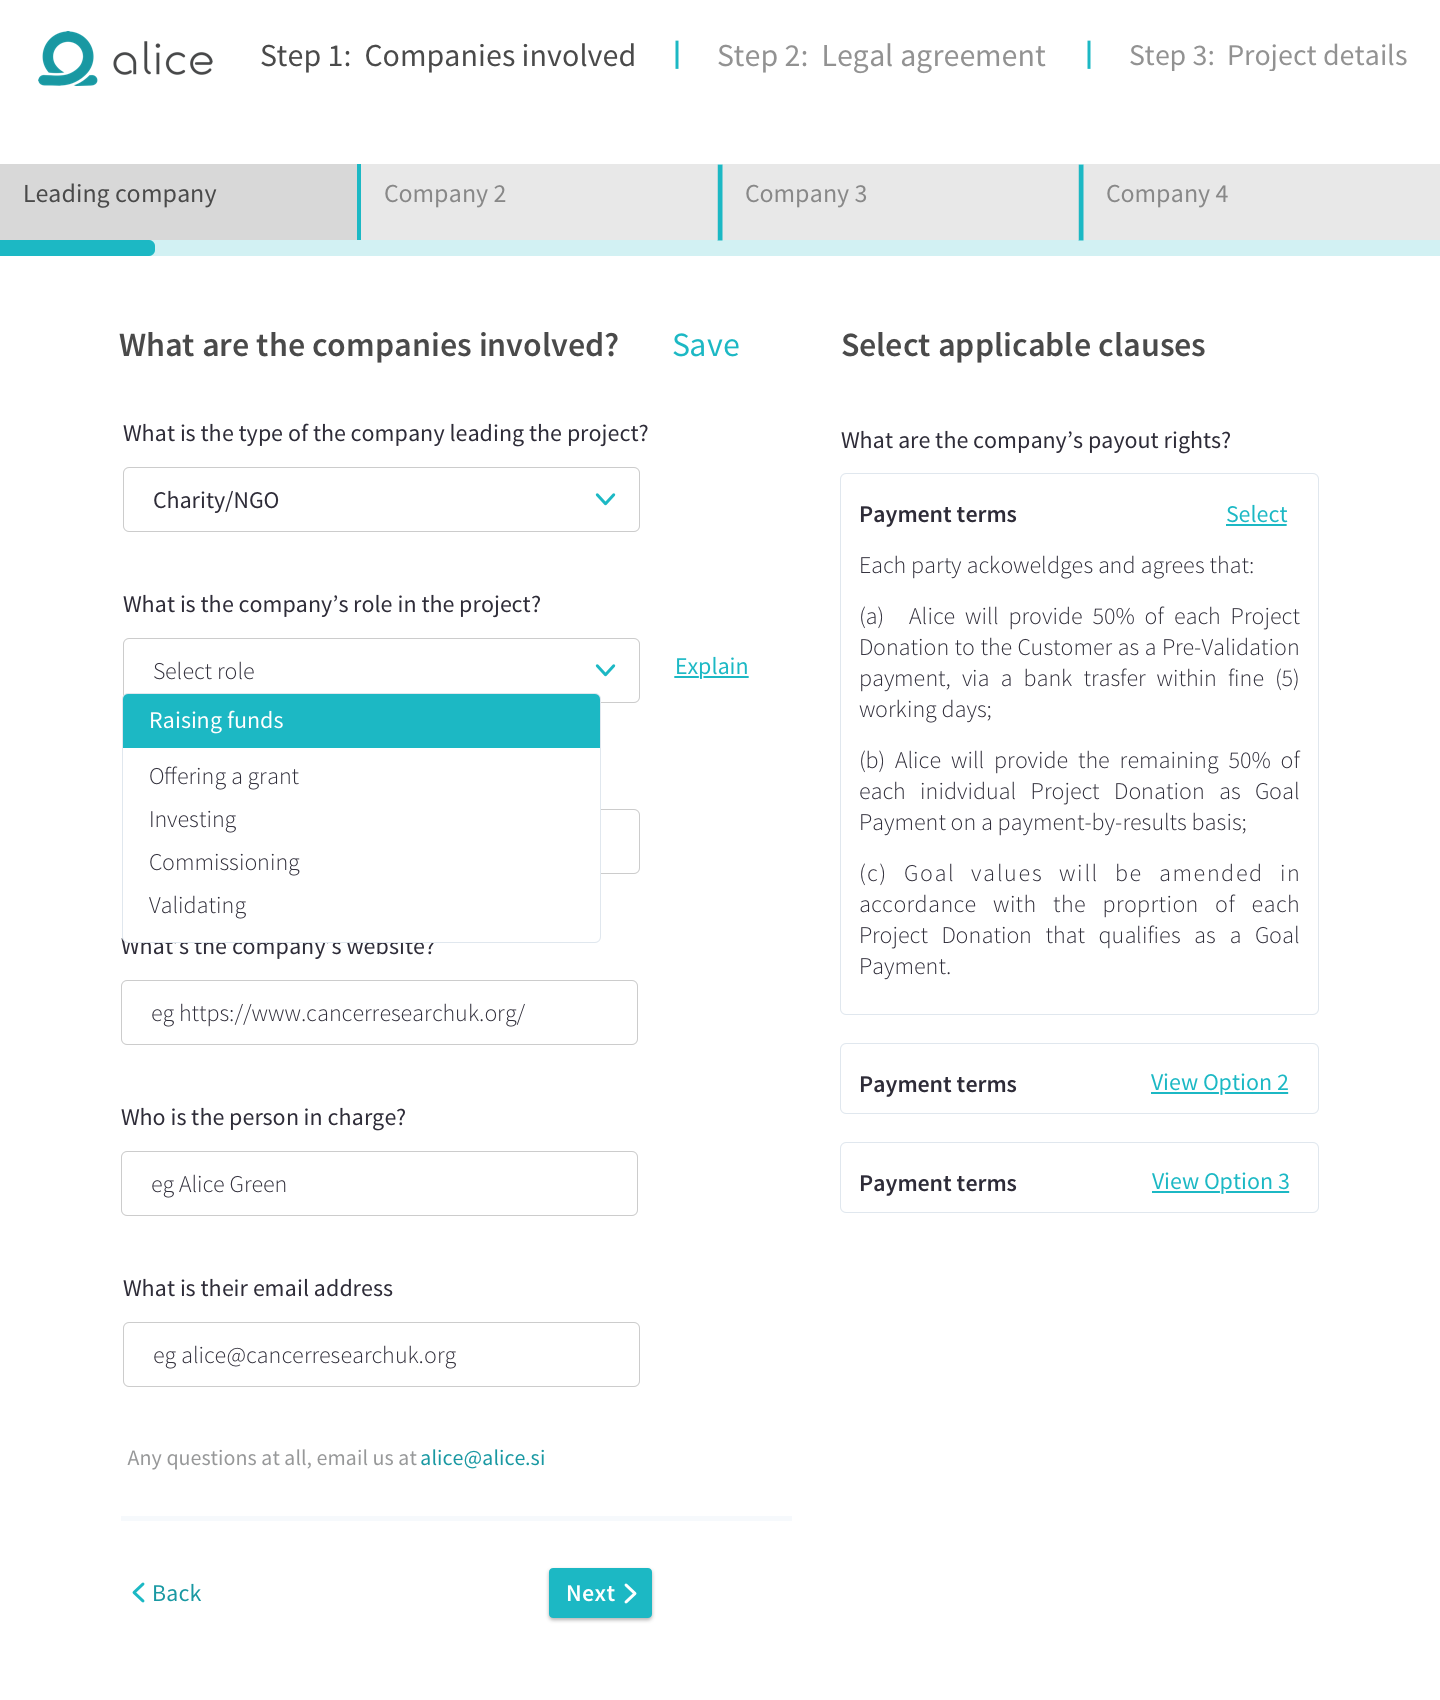 alice
Step 1: Companies involved
Step 2: Legal agreement
Step 3: Project details
Leading company
Company 2
Company 3
Company 4
What are the companies involved?
Save
What is the type of the company leading the project?
Charity/NGO
What is the company’s role in the project?
Select role
Explain
Raising funds
Offering a grant
Investing
Commissioning
Validating
What’s the company’s website?
eg https://www.cancerresearchuk.org/
Who is the person in charge?
eg Alice Green
What is their email address
eg alice@cancerresearchuk.org
Any questions at all, email us at alice@alice.si
Back
Next
Select applicable clauses
What are the company’s payout rights?
Payment terms
Select
Each party ackoweldges and agrees that:
(a) Alice will provide 50% of each Project
Donation to the Customer as a Pre-Validation
payment, via a bank trasfer within fine (5)
working days;
(b) Alice will provide the remaining 50% of
each inidvidual Project Donation as Goal
Payment on a payment-by-results basis;
(c) Goal values will be amended in
accordance with the proprtion of each
Project Donation that qualifies as a Goal
Payment.
Payment terms
View Option 2
Payment terms
View Option 3